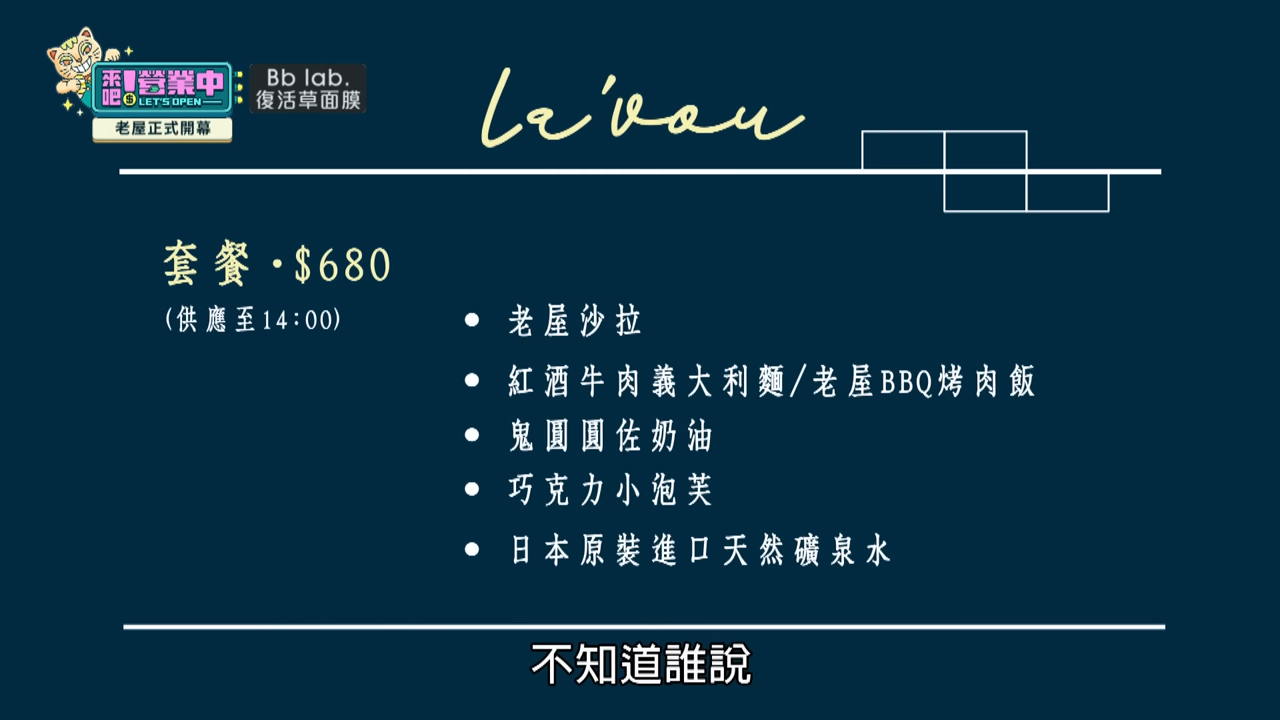 來吧!營業中
LET'S OPEN
老屋正式開幕
Bb lab.
復活草面膜
La'vou
套餐·$680
(供應至14:00)
• 老屋沙拉
• 紅酒牛肉義大利麵/老屋BBQ烤肉飯
• 鬼圓圓佐奶油
• 巧克力小泡芙
• 日本原裝進口天然礦泉水
不知道誰說